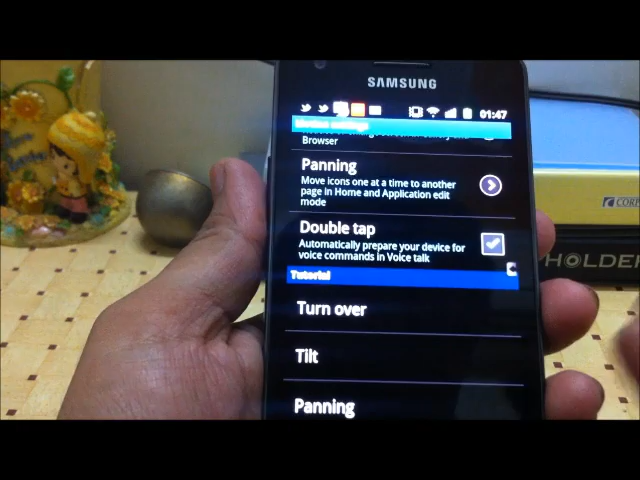 SAMSUNG
01:47
Motion settings
Browser
Panning
Move icons one at a time to another
page in Home and Application edit
mode
Double tap
Automatically prepare your device for
voice commands in Voice talk
Tutorial
Turn over
Tilt
Panning
HOLDER